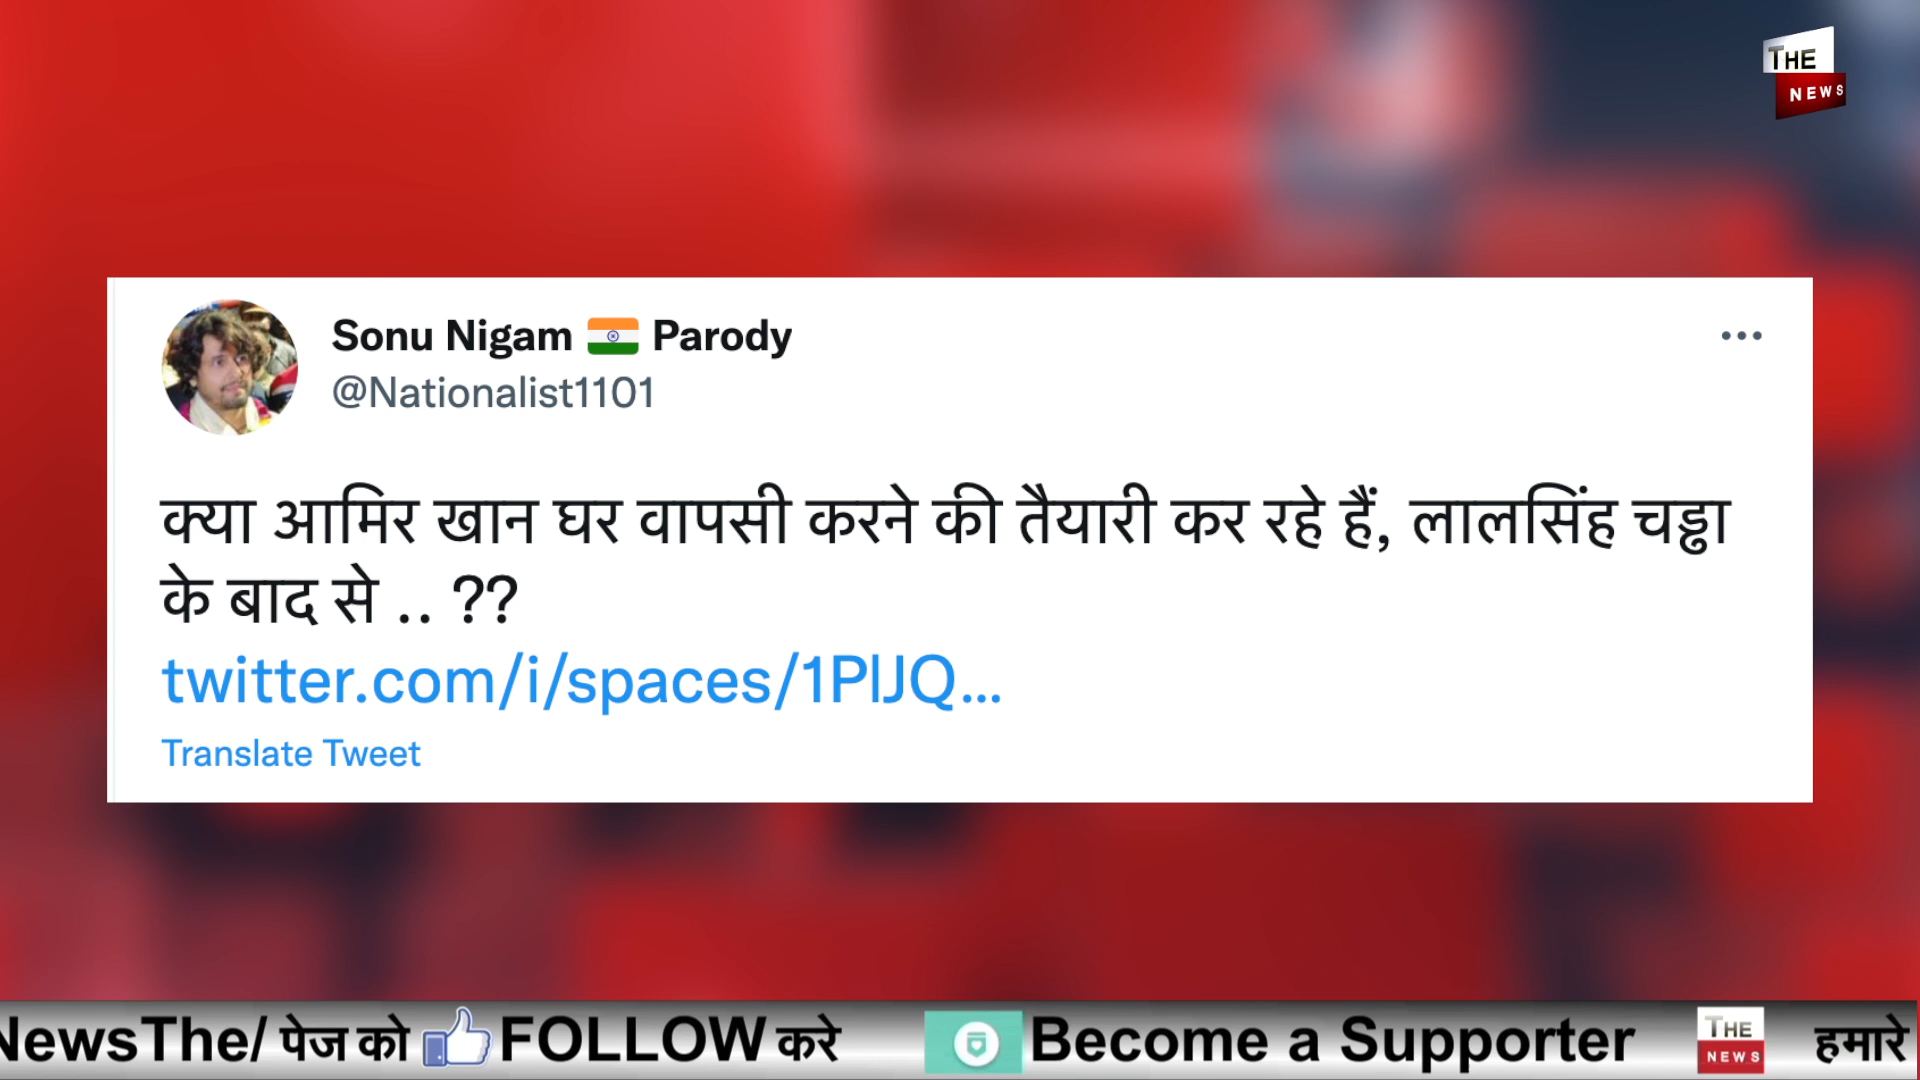 THE
NEWS
Sonu Nigam 🇮🇳 Parody
@Nationalist1101
क्या आमिर खान घर वापसी करने की तैयारी कर रहे हैं, लालसिंह चड्ढा
के बाद से .. ??
twitter.com/i/spaces/1PlJQ...
Translate Tweet
NewsThe/ पेज को FOLLOW करे Become a Supporter THE NEWS हमारे